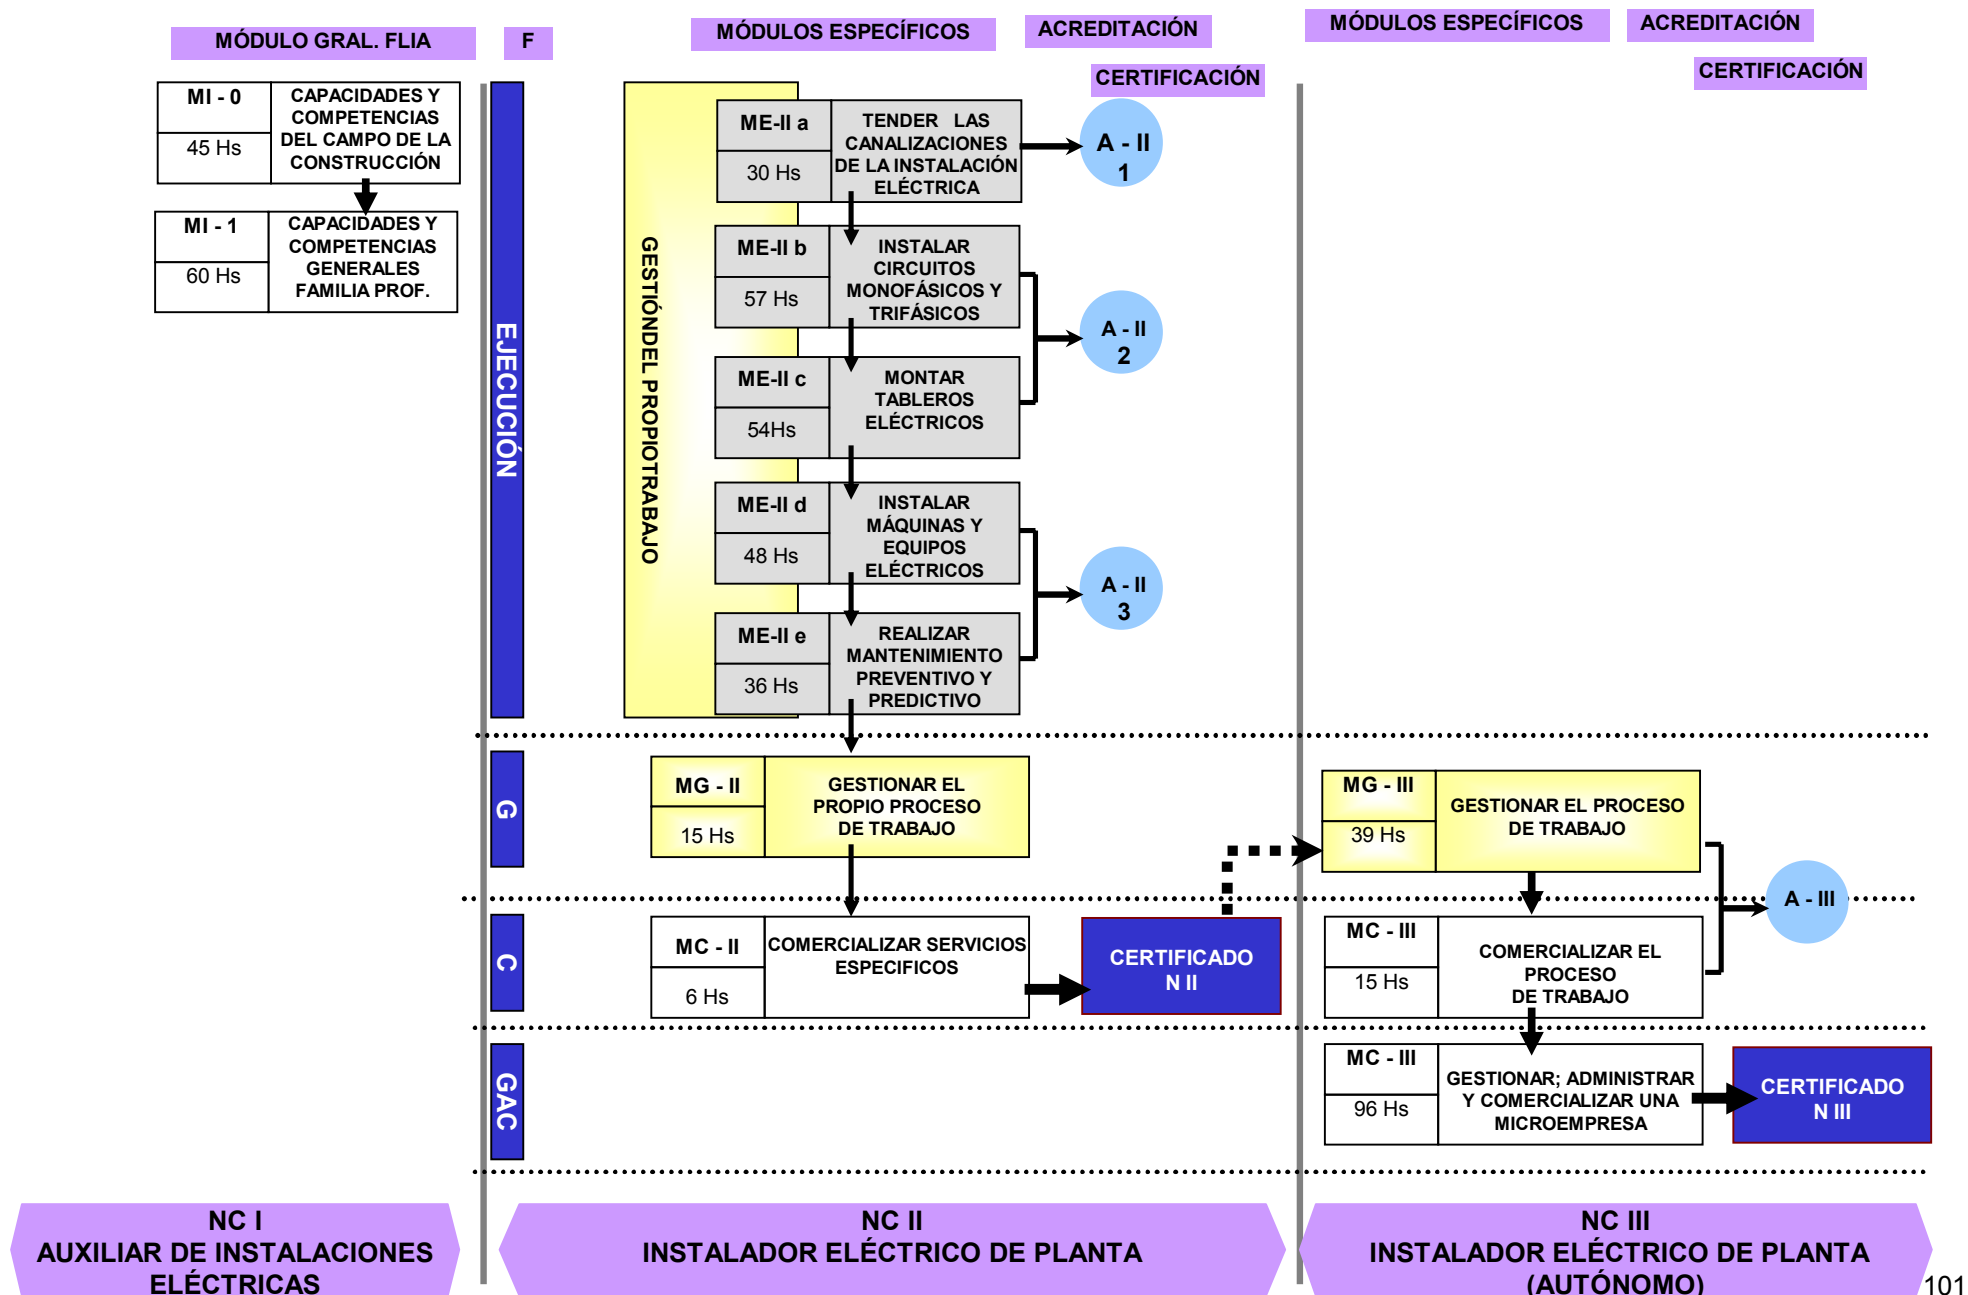 MÓDULO GRAL. FLIA
F
MÓDULOS ESPECÍFICOS
ACREDITACIÓN
CERTIFICACIÓN
MÓDULOS ESPECÍFICOS
ACREDITACIÓN
CERTIFICACIÓN
MI - 0
45 Hs
CAPACIDADES Y
COMPETENCIAS
DEL CAMPO DE LA
CONSTRUCCIÓN
MI - 1
60 Hs
CAPACIDADES Y
COMPETENCIAS
GENERALES
FAMILIA PROF.
EJECUCIÓN
GESTIÓNDEL PROPIOTRABAJO
ME-II a
30 Hs
TENDER LAS
CANALIZACIONES
DE LA INSTALACIÓN
ELÉCTRICA
A - II
1
ME-II b
57 Hs
INSTALAR
CIRCUITOS
MONOFÁSICOS Y
TRIFÁSICOS
A - II
2
ME-II c
54Hs
MONTAR
TABLEROS
ELÉCTRICOS
ME-II d
48 Hs
INSTALAR
MÁQUINAS Y
EQUIPOS
ELÉCTRICOS
A - II
3
ME-II e
36 Hs
REALIZAR
MANTENIMIENTO
PREVENTIVO Y
PREDICTIVO
G
MG - II
15 Hs
GESTIONAR EL
PROPIO PROCESO
DE TRABAJO
MG - III
39 Hs
GESTIONAR EL PROCESO
DE TRABAJO
A - III
C
MC - II
6 Hs
COMERCIALIZAR SERVICIOS
ESPECIFICOS
CERTIFICADO
N II
MC - III
15 Hs
COMERCIALIZAR EL
PROCESO
DE TRABAJO
GAC
MC - III
96 Hs
GESTIONAR; ADMINISTRAR
Y COMERCIALIZAR UNA
MICROEMPRESA
CERTIFICADO
N III
NC I
AUXILIAR DE INSTALACIONES
ELÉCTRICAS
NC II
INSTALADOR ELÉCTRICO DE PLANTA
NC III
INSTALADOR ELÉCTRICO DE PLANTA
(AUTÓNOMO)
101